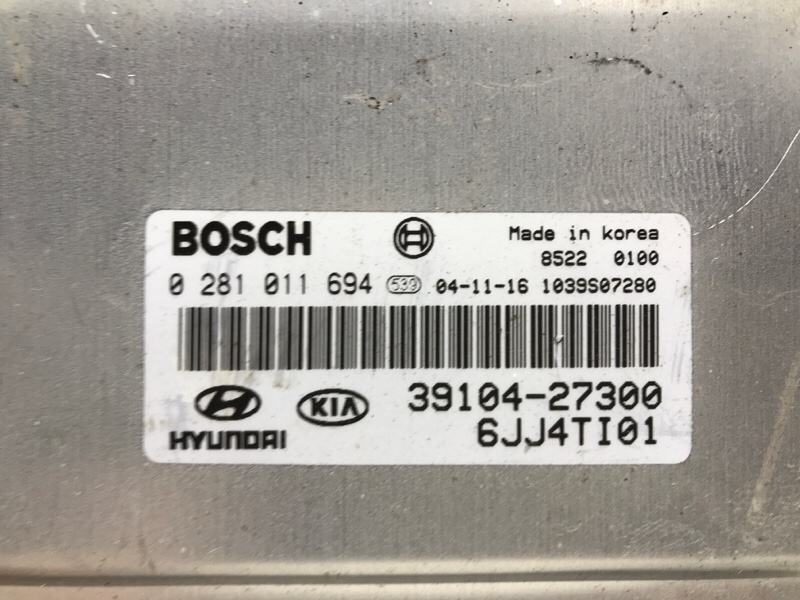 BOSCH
Made in korea
8522 0100
0 281 011 694 539 04-11-16 1039S07280
39104-27300
HYUNDAI KIA 6JJ4TI01